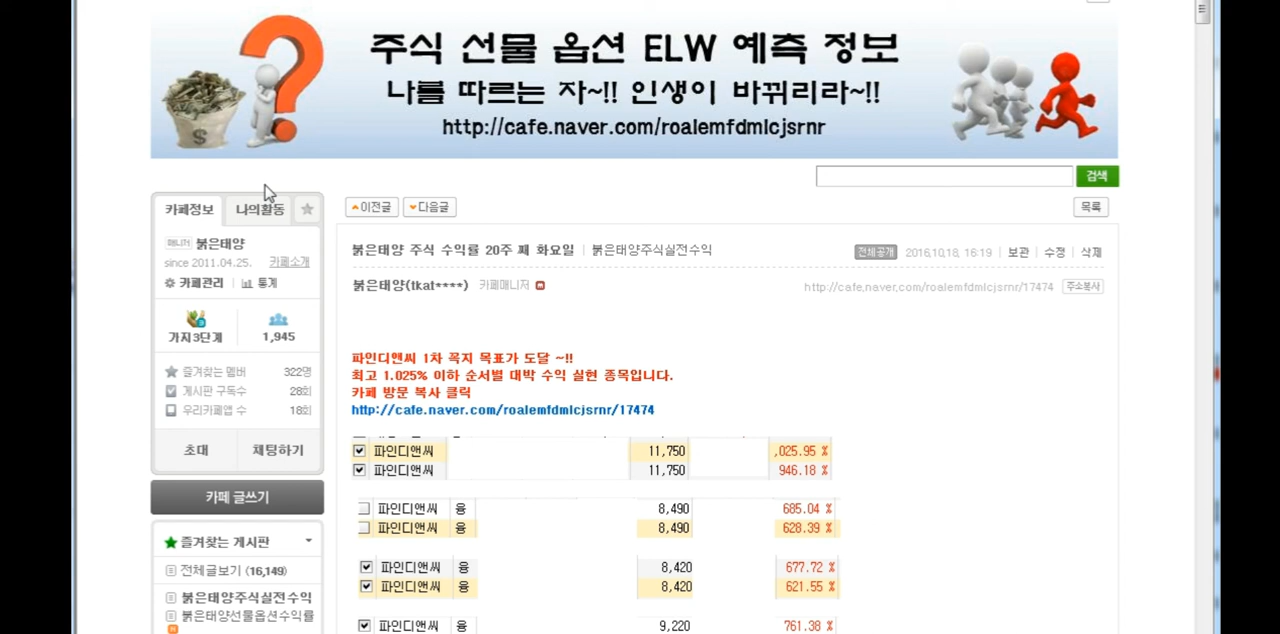 주식 선물 옵션 ELW 예측 정보
나를 따르는 자~!! 인생이 바뀌리라~!!
http://cafe.naver.com/roalemfdmlcjsrnr
검색
카페정보 나의활동
이전글 다음글 목록
매니저 붉은태양
since 2011.04.25. 카페소개
카페관리 통계
가지3단계 1,945
즐겨찾는 멤버 322명
게시판 구독수 28회
우리카페앱 수 18회
초대 채팅하기
카페 글쓰기
즐겨찾는 게시판
전체글보기 (16,149)
붉은태양주식실전수익
붉은태양선물옵션수익률
붉은태양 주식 수익률 20주 째 화요일 | 붉은태양주식실전수익 전체공개 2016.10.18. 16:19 | 보관 | 수정 | 삭제
붉은태양(tkat****) 카페매니저 http://cafe.naver.com/roalemfdmlcjsrnr/17474 주소복사
파인디앤씨 1차 꼭지 목표가 도달 ~!!
최고 1.025% 이하 순서별 대박 수익 실현 종목입니다.
카페 방문 복사 클릭
http://cafe.naver.com/roalemfdmlcjsrnr/17474
파인디앤씨 11,750 ,025.95 %
파인디앤씨 11,750 946.18 %
파인디앤씨 융 8,490 685.04 %
파인디앤씨 융 8,490 628.39 %
파인디앤씨 융 8,420 677.72 %
파인디앤씨 융 8,420 621.55 %
파인디앤씨 융 9,220 761.38 %